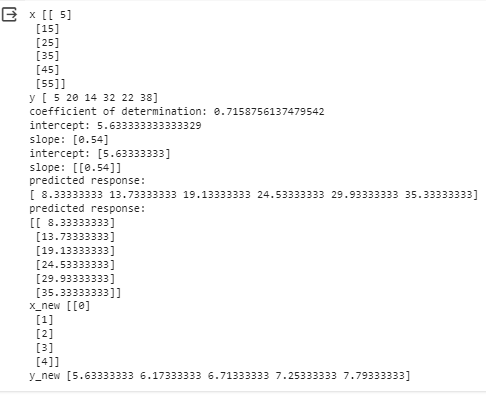 x [[ 5]
 [15]
 [25]
 [35]
 [45]
 [55]]
y [ 5 20 14 32 22 38]
coefficient of determination: 0.7158756137479542
intercept: 5.633333333333329
slope: [0.54]
intercept: [5.63333333]
slope: [[0.54]]
predicted response:
[ 8.33333333 13.73333333 19.13333333 24.53333333 29.93333333 35.33333333]
predicted response:
[[ 8.33333333]
 [13.73333333]
 [19.13333333]
 [24.53333333]
 [29.93333333]
 [35.33333333]]
x_new [[0]
 [1]
 [2]
 [3]
 [4]]
y_new [5.63333333 6.17333333 6.71333333 7.25333333 7.79333333]